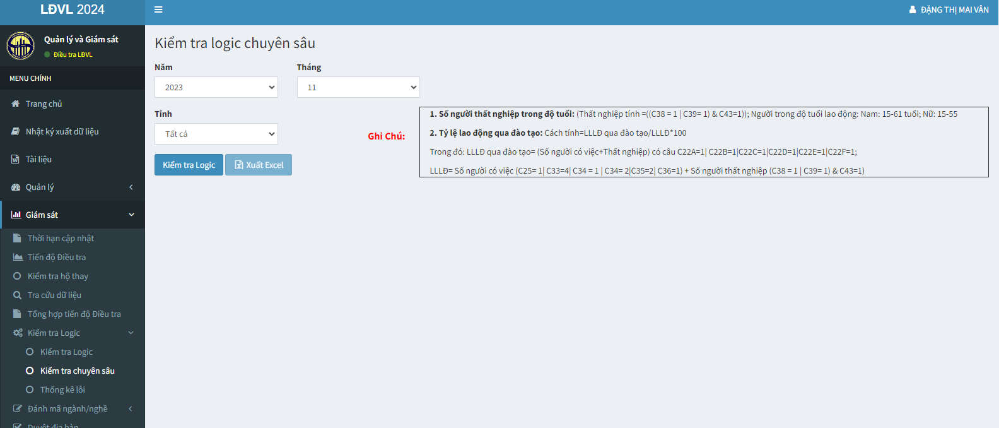 LĐVL 2024
ĐẶNG THỊ MAI VÂN
Quản lý và Giám sát
Điều tra LĐVL
MENU CHÍNH
Trang chủ
Nhật ký xuất dữ liệu
Tài liệu
Quản lý
Giám sát
Thời hạn cập nhật
Tiến độ Điều tra
Kiểm tra hộ thay
Tra cứu dữ liệu
Tổng hợp tiến độ Điều tra
Kiểm tra Logic
Kiểm tra Logic
Kiểm tra chuyên sâu
Thống kê lỗi
Đánh mã ngành/nghề
Duyệt địa bàn
Kiểm tra logic chuyên sâu
Năm
Tháng
2023
11
Tỉnh
Tất cả
Kiểm tra Logic
Xuất Excel
Ghi Chú:
1. Số người thất nghiệp trong độ tuổi: (Thất nghiệp tính =((C38 = 1 | C39= 1) & C43=1)); Người trong độ tuổi lao động: Nam: 15-61 tuổi; Nữ: 15-55
2. Tỷ lệ lao động qua đào tạo: Cách tính=LLLĐ qua đào tạo/LLLĐ*100
Trong đó: LLLĐ qua đào tạo= (Số người có việc+Thất nghiệp) có câu C22A=1| C22B=1|C22C=1|C22D=1|C22E=1|C22F=1;
LLLĐ= Số người có việc (C25= 1| C33=4| C34 = 1 | C34= 2|C35=2| C36=1) + Số người thất nghiệp (C38 = 1 | C39= 1) & C43=1)